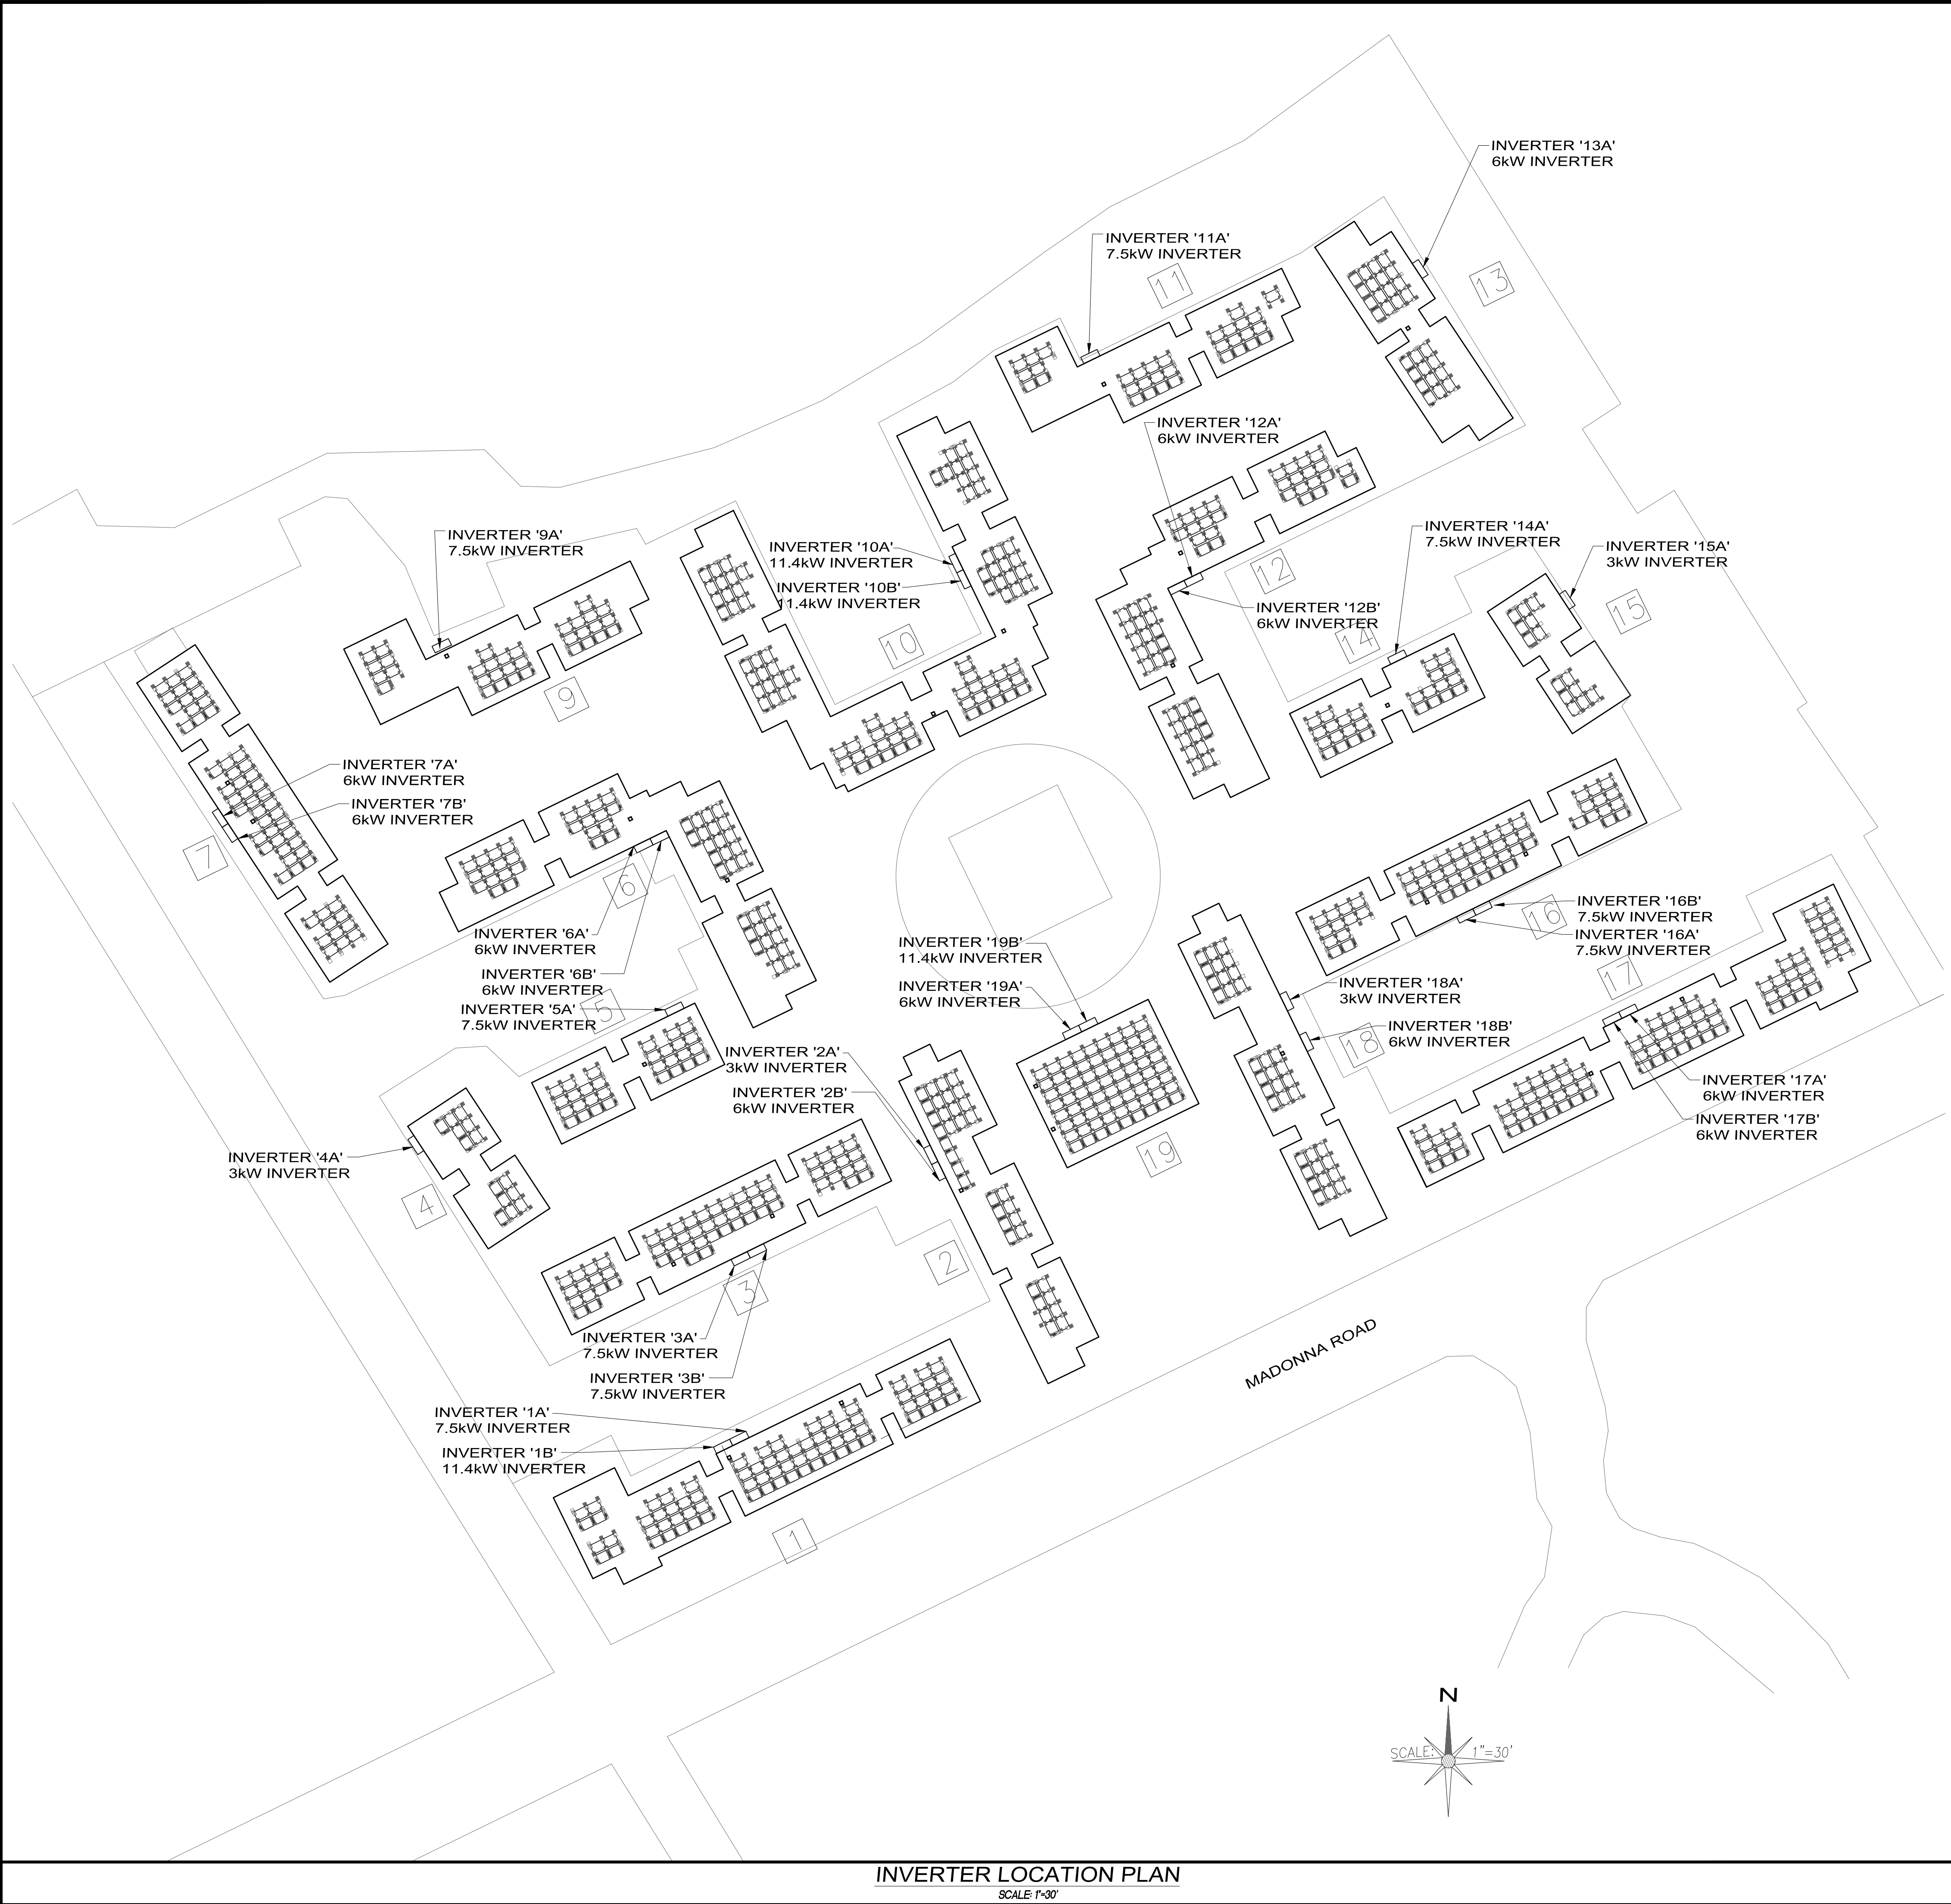 INVERTER '13A'
6kW INVERTER
INVERTER '11A'
7.5kW INVERTER
11
13
INVERTER '12A'
6kW INVERTER
INVERTER '9A'
7.5kW INVERTER
INVERTER '10A'
11.4kW INVERTER
INVERTER '10B'
11.4kW INVERTER
INVERTER '14A'
7.5kW INVERTER
INVERTER '15A'
3kW INVERTER
12
INVERTER '12B'
6kW INVERTER
14
15
10
9
INVERTER '7A'
6kW INVERTER
INVERTER '7B'
6kW INVERTER
7
6
INVERTER '6A'
6kW INVERTER
INVERTER '6B'
6kW INVERTER
5
INVERTER '5A'
7.5kW INVERTER
INVERTER '19B'
11.4kW INVERTER
INVERTER '19A'
6kW INVERTER
INVERTER '16B'
7.5kW INVERTER
16
INVERTER '16A'
7.5kW INVERTER
17
INVERTER '18A'
3kW INVERTER
INVERTER '18B'
6kW INVERTER
18
INVERTER '2A'
3kW INVERTER
INVERTER '2B'
6kW INVERTER
INVERTER '17A'
6kW INVERTER
INVERTER '17B'
6kW INVERTER
INVERTER '4A'
3kW INVERTER
4
19
2
3
INVERTER '3A'
7.5kW INVERTER
INVERTER '3B'
7.5kW INVERTER
MADONNA ROAD
INVERTER '1A'
7.5kW INVERTER
INVERTER '1B'
11.4kW INVERTER
1
N
SCALE: 1"=30'
INVERTER LOCATION PLAN
SCALE: 1"=30'